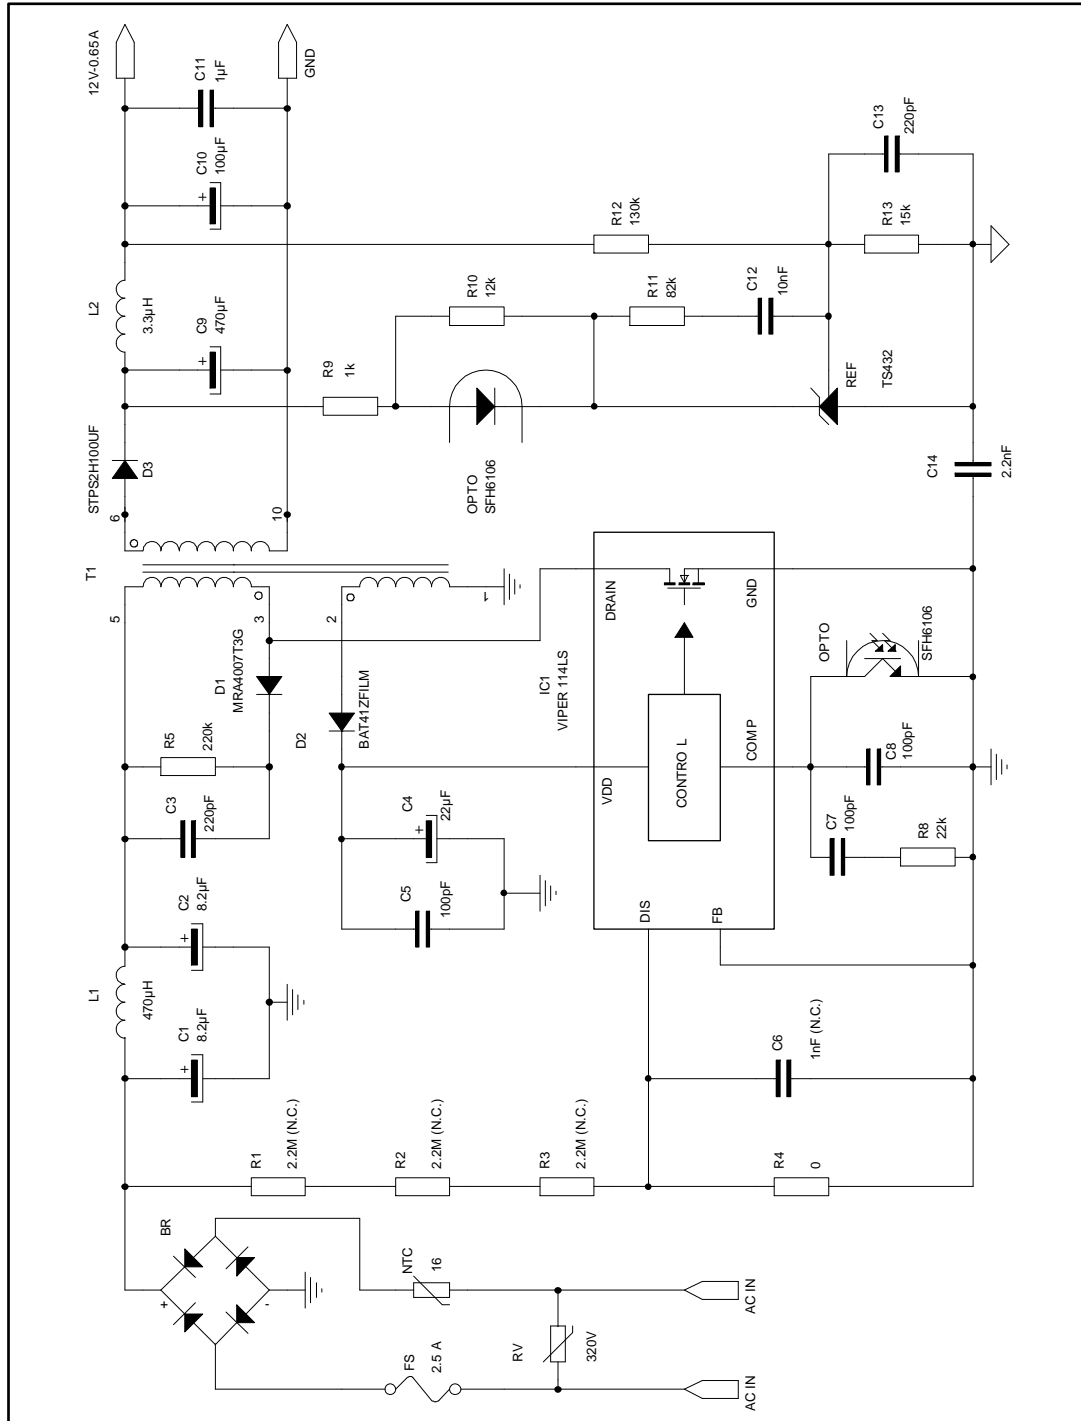 AC IN
AC IN
RV
320V
FS
2.5 A
NTC
16
BR
+
-
R1
2.2M (N.C.)
R2
2.2M (N.C.)
R3
2.2M (N.C.)
R4
0
C6
1nF (N.C.)
C1
8.2µF
+
L1
470µH
C2
8.2µF
+
C3
220pF
R5
220k
D1
MRA4007T3G
5
3
T1
2
1
D2
BAT41ZFILM
C5
100pF
C4
22µF
+
IC1
VIPER 114LS
VDD
DRAIN
DIS
FB
COMP
GND
CONTROL
C7
100pF
R8
22k
C8
100pF
OPTO
SFH6106
6
10
STPS2H100UF
D3
C9
470µF
+
L2
3.3µH
C10
100µF
+
C11
1µF
12V-0.65A
GND
R9
1k
OPTO
SFH6106
R10
12k
R11
82k
C12
10nF
R12
130k
REF
TS432
R13
15k
C13
220pF
C14
2.2nF